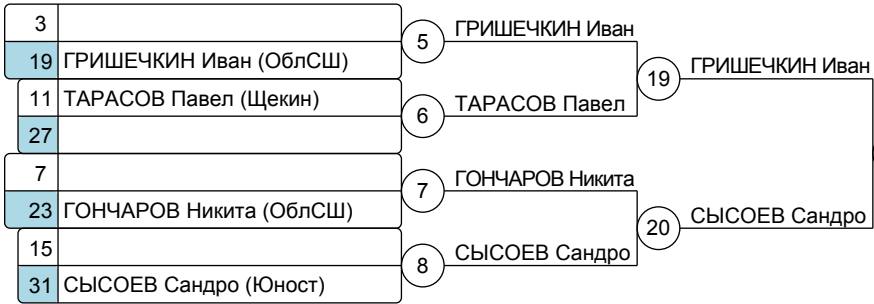 3
19 ГРИШЕЧКИН Иван (ОблСШ)
11 ТАРАСОВ Павел (Щекин)
27
7
23 ГОНЧАРОВ Никита (ОблСШ)
15
31 СЫСОЕВ Сандро (Юност)
5 ГРИШЕЧКИН Иван
6 ТАРАСОВ Павел
7 ГОНЧАРОВ Никита
8 СЫСОЕВ Сандро
19 ГРИШЕЧКИН Иван
20 СЫСОЕВ Сандро